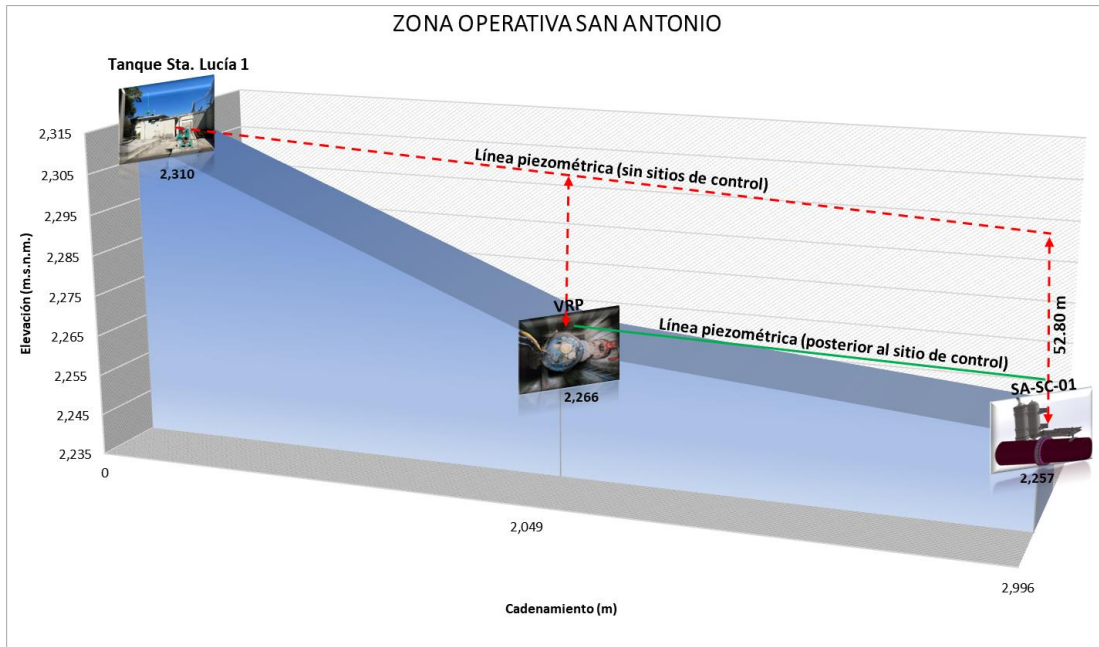 ZONA OPERATIVA SAN ANTONIO
Tanque Sta. Lucía 1
2,310
Línea piezométrica (sin sitios de control)
VRP
2,266
Línea piezométrica (posterior al sitio de control)
52.80 m
SA-SC-01
2,257
Elevación (m.s.n.m.)
2,315
2,305
2,295
2,285
2,275
2,265
2,255
2,245
2,235
0
2,049
2,996
Cadenamiento (m)